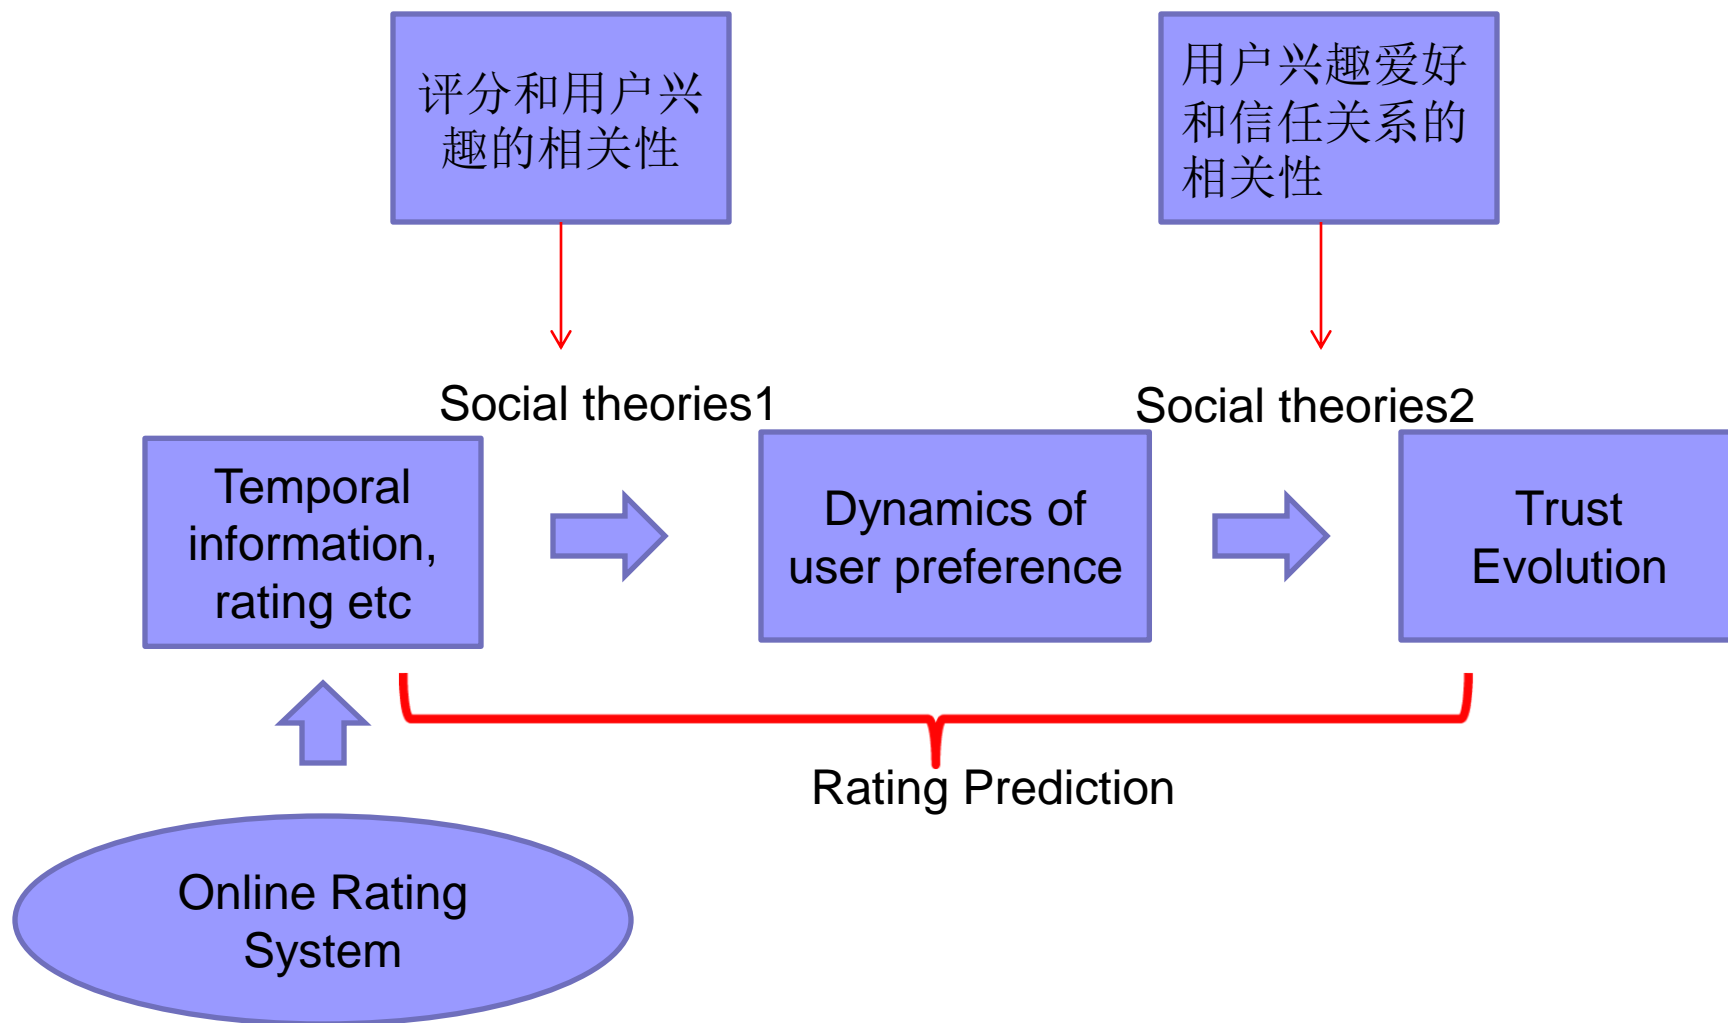 评分和用户兴
趣的相关性
用户兴趣爱好
和信任关系的
相关性
Social theories1
Social theories2
Temporal
information,
rating etc
Dynamics of
user preference
Trust
Evolution
Rating Prediction
Online Rating
System